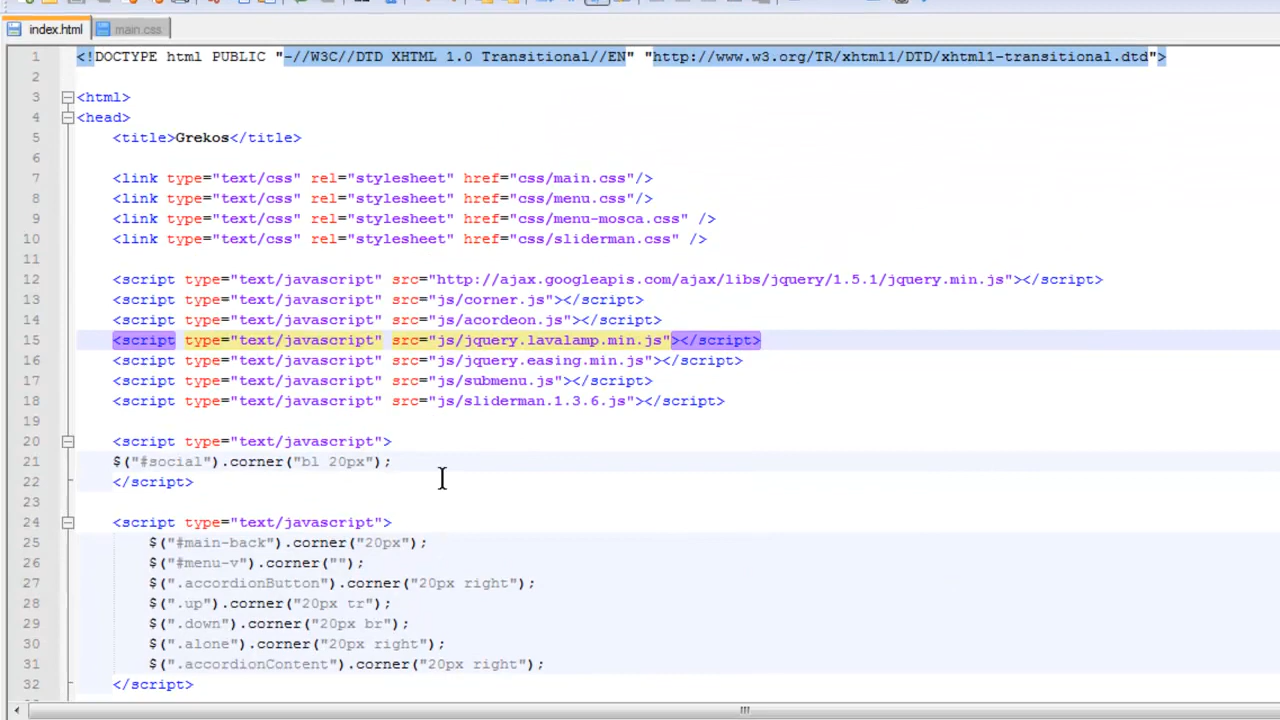 index.html main.css
1 <!DOCTYPE html PUBLIC "-//W3C//DTD XHTML 1.0 Transitional//EN" "http://www.w3.org/TR/xhtml1/DTD/xhtml1-transitional.dtd">
2
3 <html>
4 <head>
5 <title>Grekos</title>
6
7 <link type="text/css" rel="stylesheet" href="css/main.css"/>
8 <link type="text/css" rel="stylesheet" href="css/menu.css"/>
9 <link type="text/css" rel="stylesheet" href="css/menu-mosca.css" />
10 <link type="text/css" rel="stylesheet" href="css/sliderman.css" />
11
12 <script type="text/javascript" src="http://ajax.googleapis.com/ajax/libs/jquery/1.5.1/jquery.min.js"></script>
13 <script type="text/javascript" src="js/corner.js"></script>
14 <script type="text/javascript" src="js/acordeon.js"></script>
15 <script type="text/javascript" src="js/jquery.lavalamp.min.js"></script>
16 <script type="text/javascript" src="js/jquery.easing.min.js"></script>
17 <script type="text/javascript" src="js/submenu.js"></script>
18 <script type="text/javascript" src="js/sliderman.1.3.6.js"></script>
19
20 <script type="text/javascript">
21 $("#social").corner("bl 20px");
22 </script>
23
24 <script type="text/javascript">
25 $("#main-back").corner("20px");
26 $("#menu-v").corner("");
27 $(".accordionButton").corner("20px right");
28 $(".up").corner("20px tr");
29 $(".down").corner("20px br");
30 $(".alone").corner("20px right");
31 $(".accordionContent").corner("20px right");
32 </script>